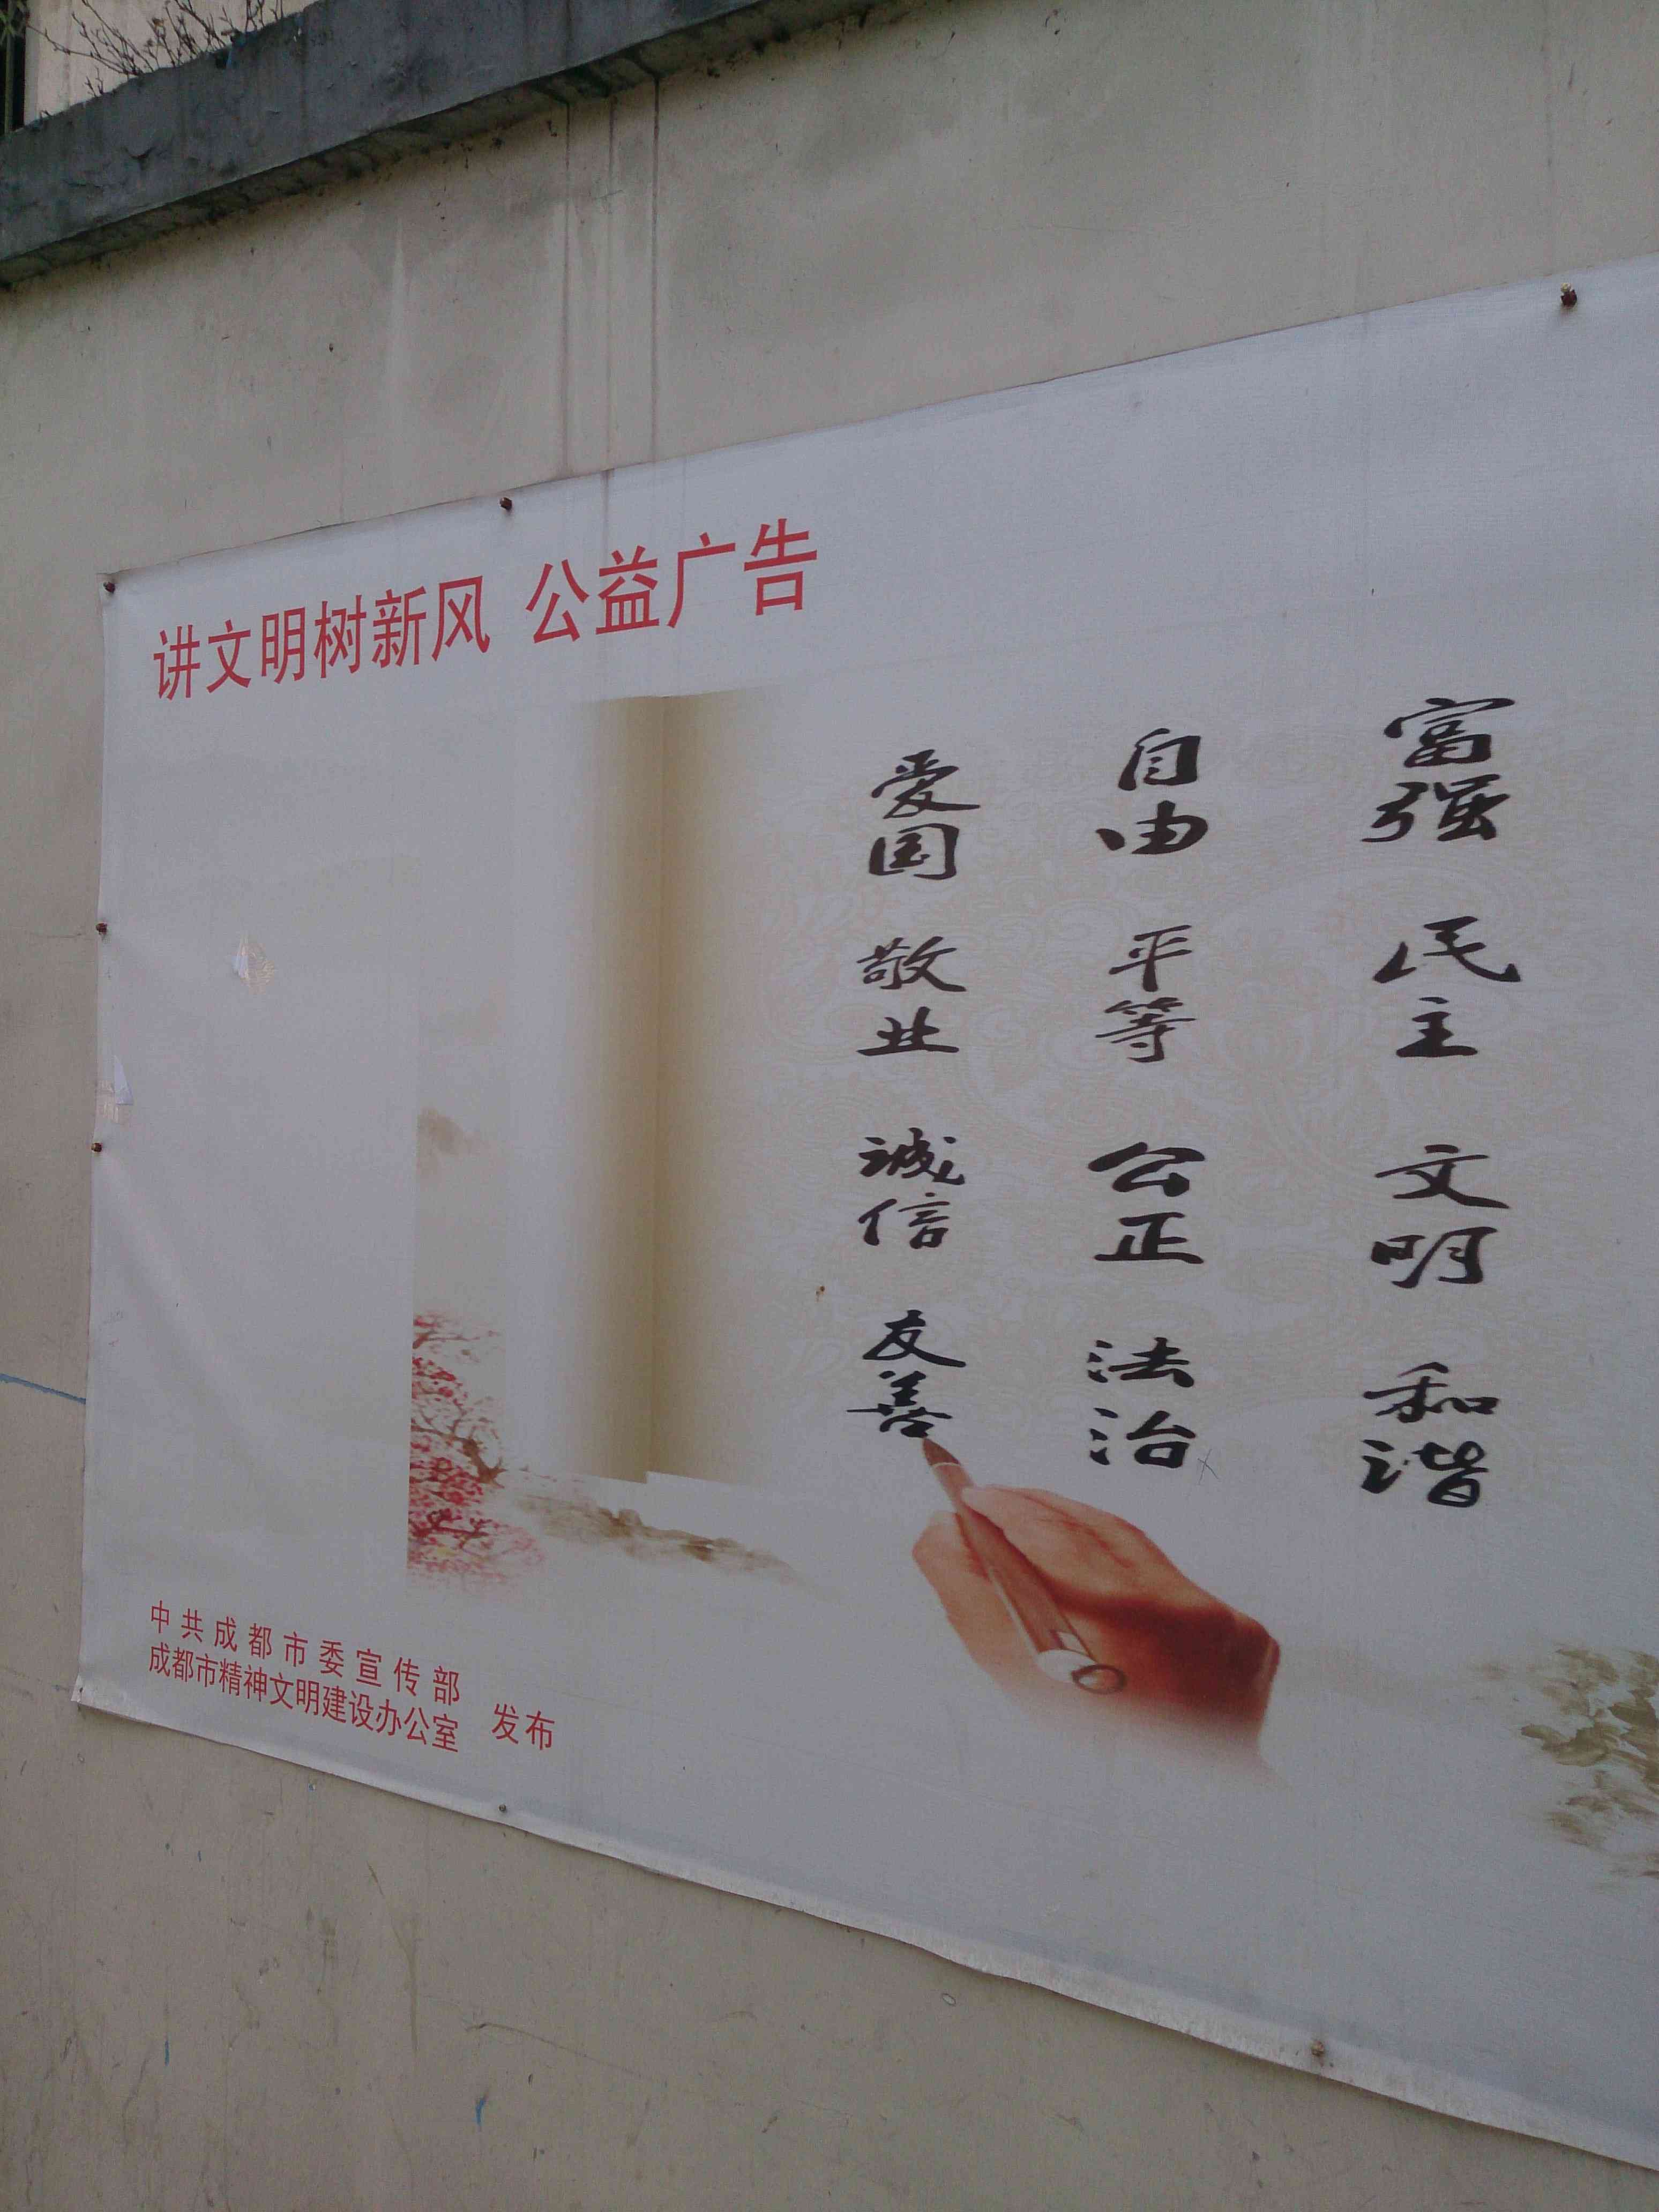 讲文明树新风 公益广告
富强 民主 文明 和谐
自由 平等 公正 法治
爱国 敬业 诚信 友善
中共成都市委宣传部
成都市精神文明建设办公室 发布